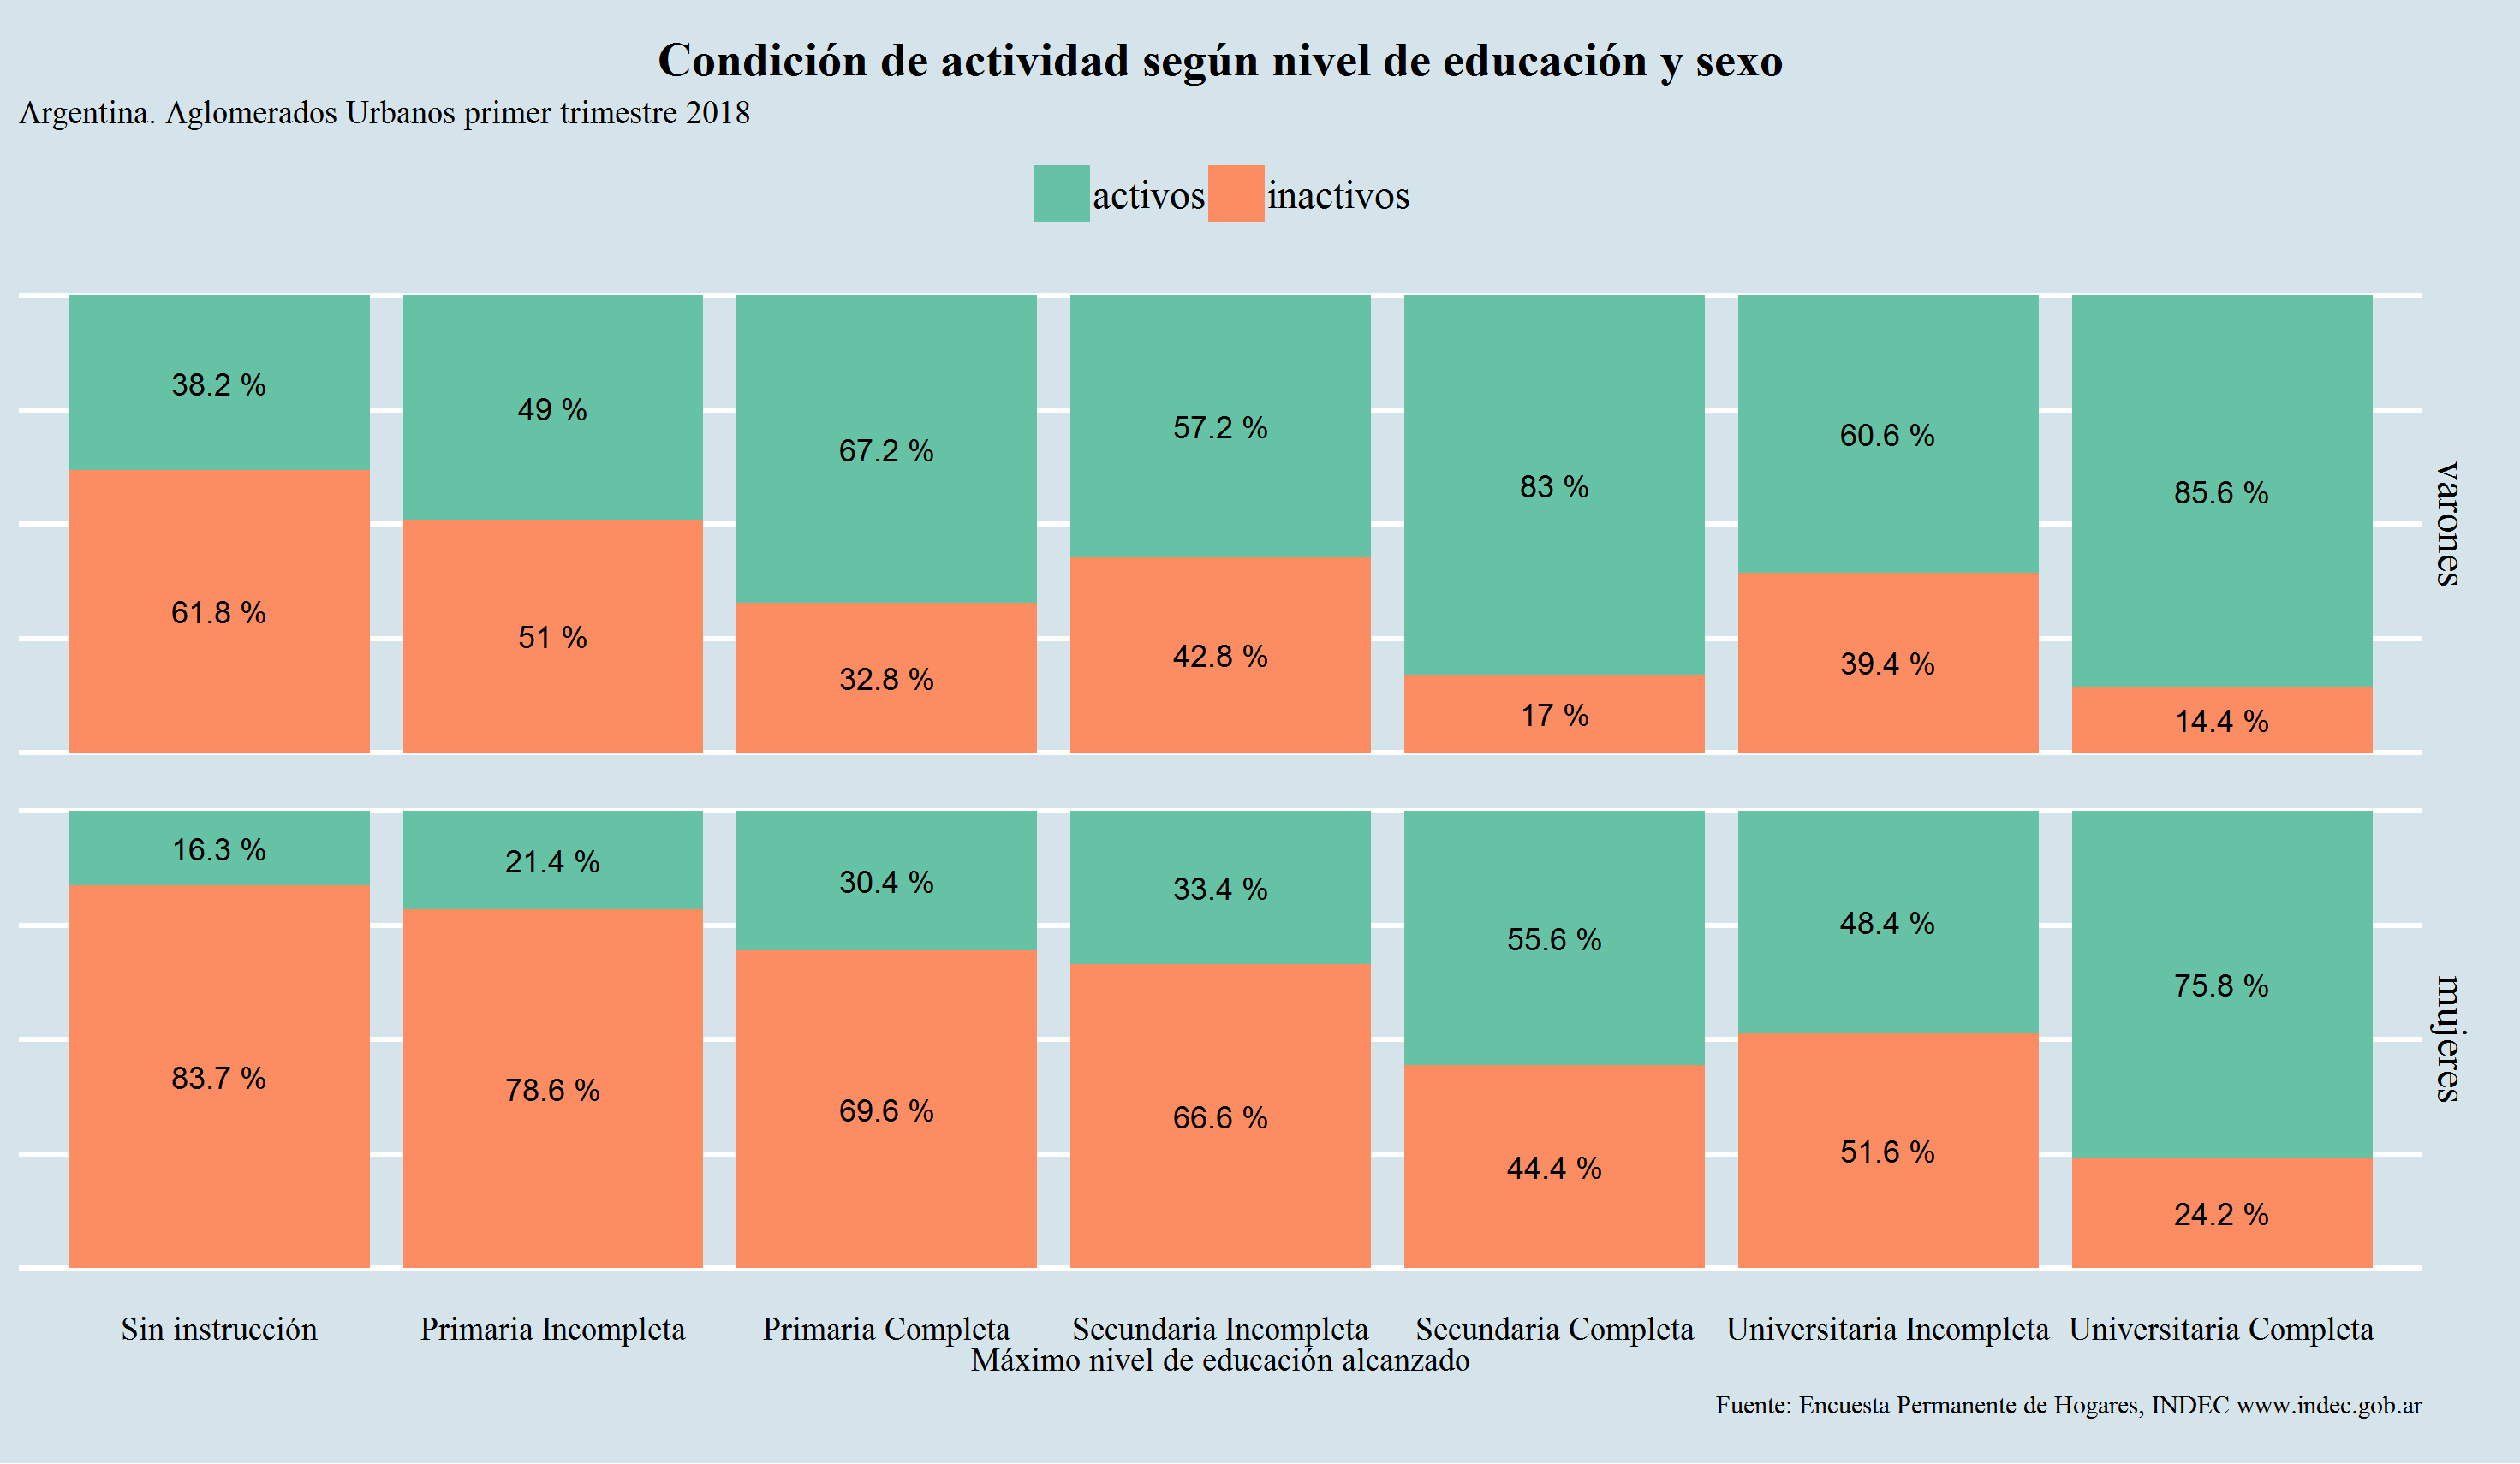 Condición de actividad según nivel de educación y sexo
Argentina. Aglomerados Urbanos primer trimestre 2018
activos inactivos
38.2 % 49 % 67.2 % 57.2 % 83 % 60.6 % 85.6 %
61.8 % 51 % 32.8 % 42.8 % 17 % 39.4 % 14.4 %
varones
16.3 % 21.4 % 30.4 % 33.4 % 55.6 % 48.4 % 75.8 %
83.7 % 78.6 % 69.6 % 66.6 % 44.4 % 51.6 % 24.2 %
mujeres
Sin instrucción Primaria Incompleta Primaria Completa Secundaria Incompleta Secundaria Completa Universitaria Incompleta Universitaria Completa
Máximo nivel de educación alcanzado
Fuente: Encuesta Permanente de Hogares, INDEC www.indec.gob.ar